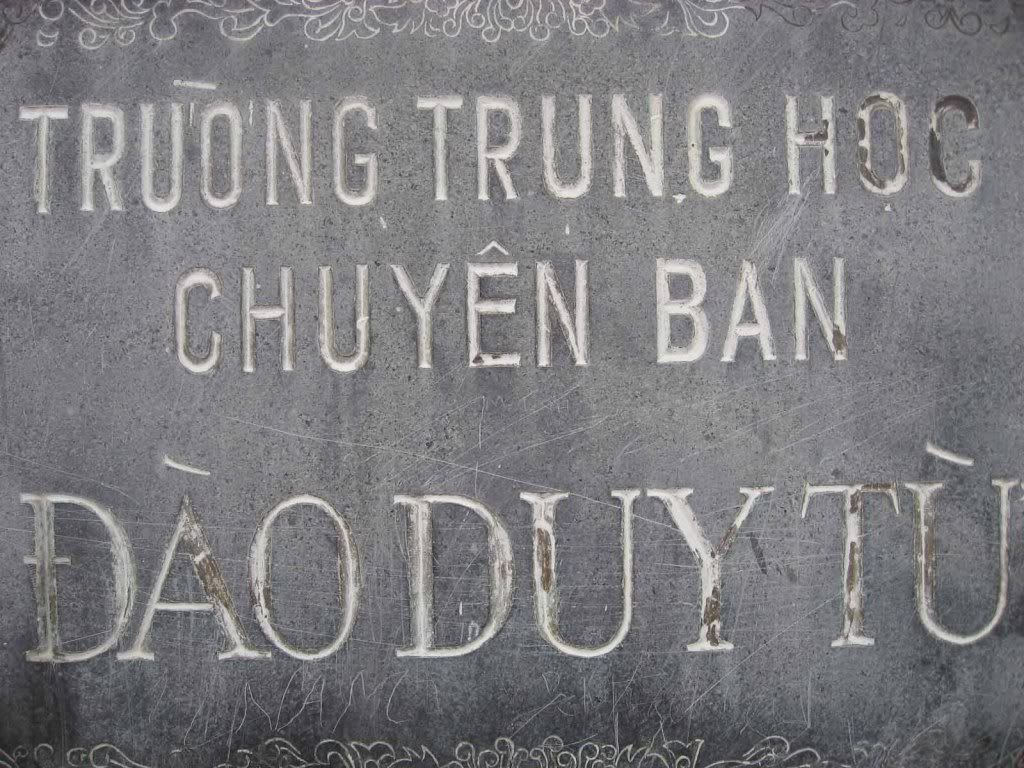 TRƯỜNG TRUNG HỌC
CHUYÊN BAN
ĐÀO DUY TỪ